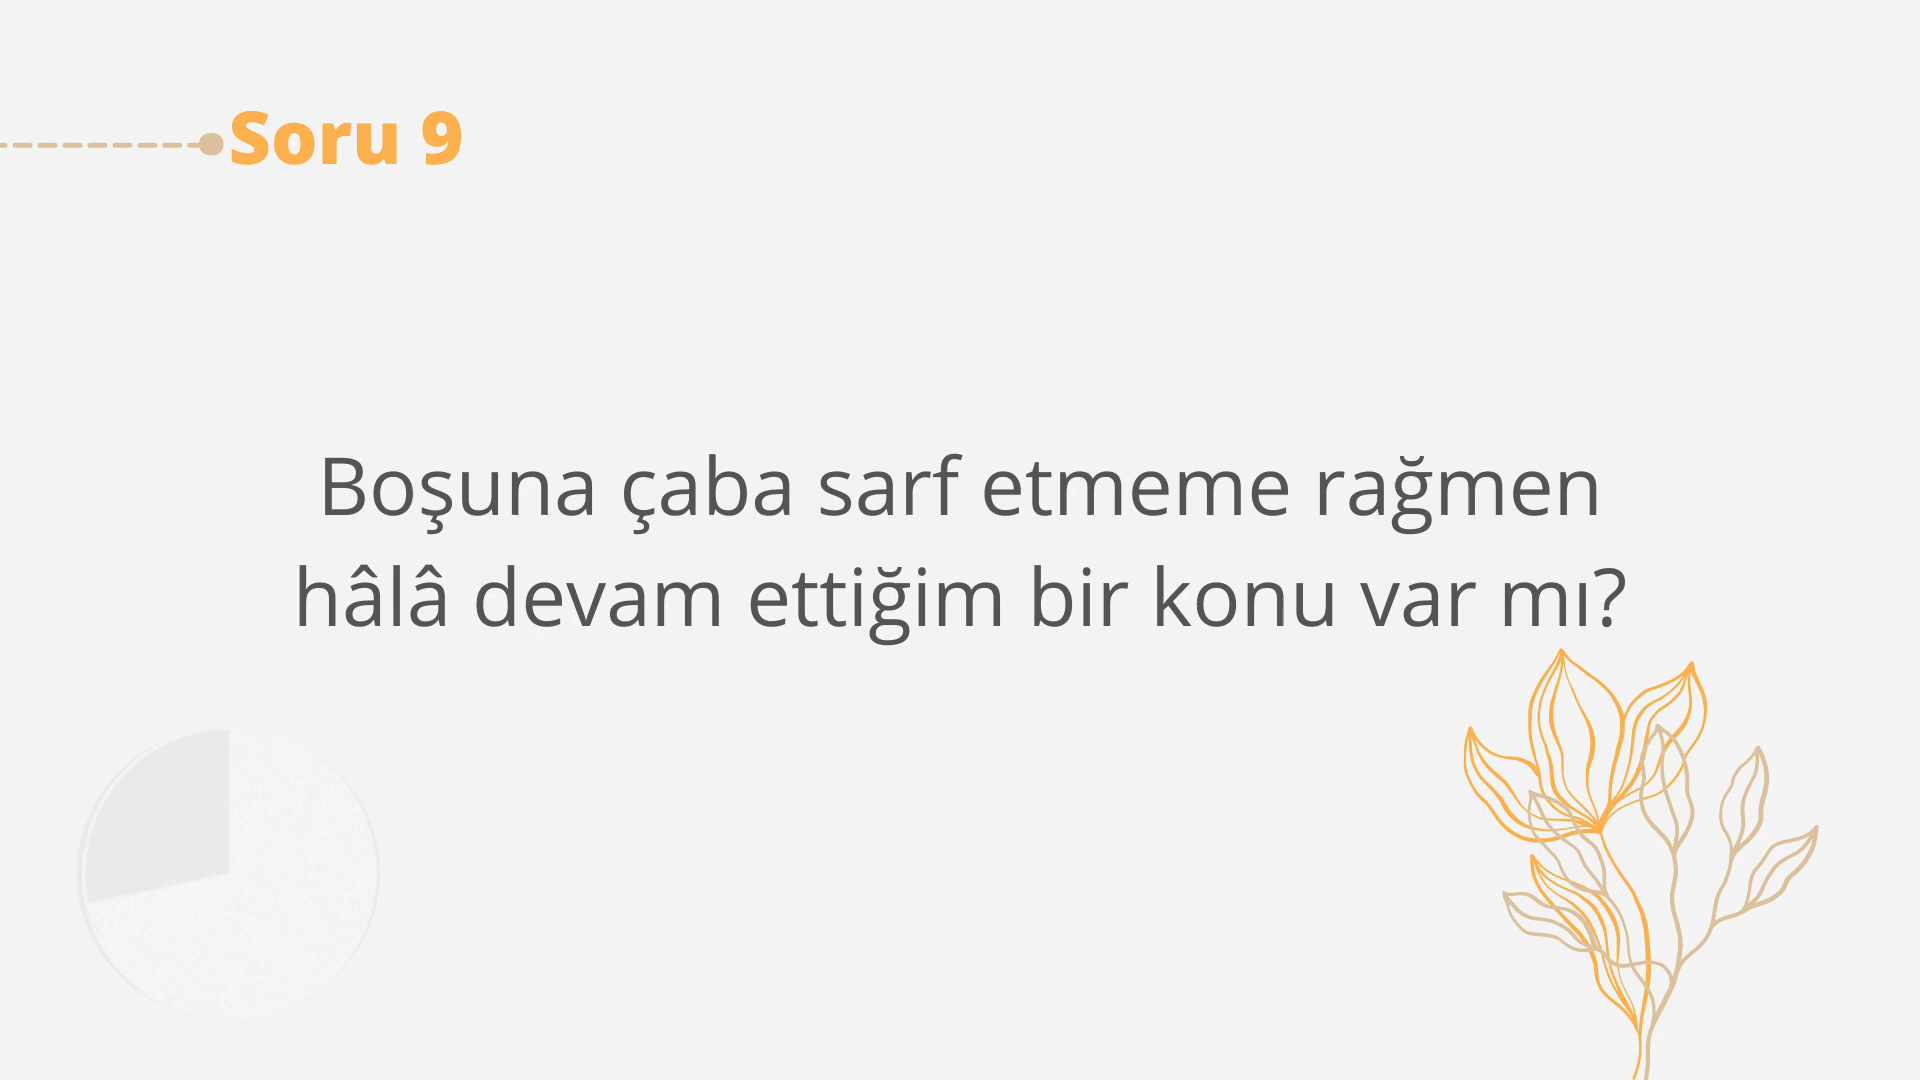 Soru 9
Boşuna çaba sarf etmeme rağmen
hâlâ devam ettiğim bir konu var mı?